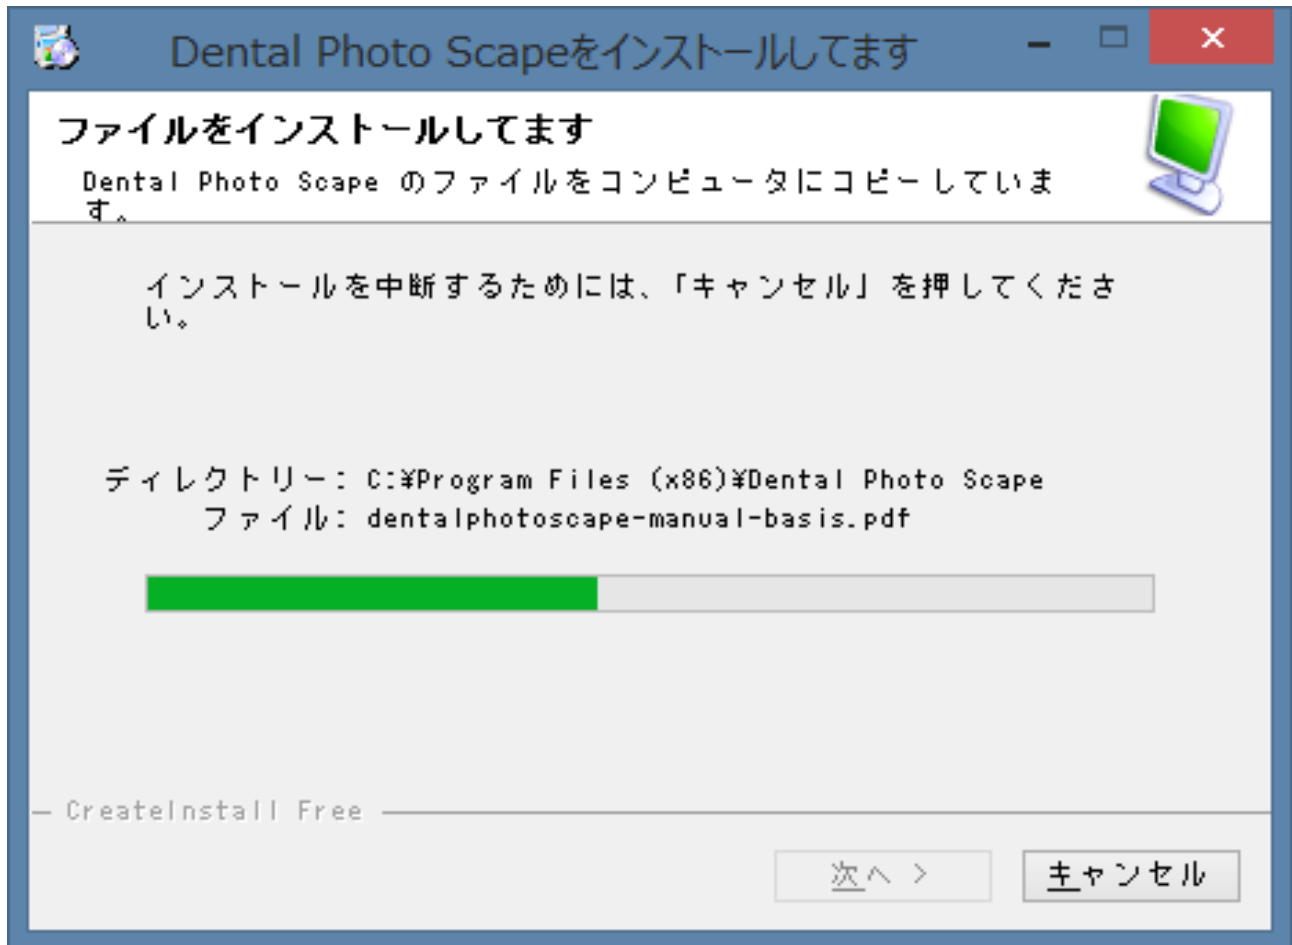 Dental Photo Scapeをインストールしてます
ファイルをインストールしてます
Dental Photo Scape のファイルをコンピュータにコピーしていま
す。
インストールを中断するためには、「キャンセル」を押してくださ
い。
ディレクトリー: C:¥Program Files (x86)¥Dental Photo Scape
ファイル: dentalphotoscape-manual-basis.pdf
CreateInstall Free
次へ >
キャンセル